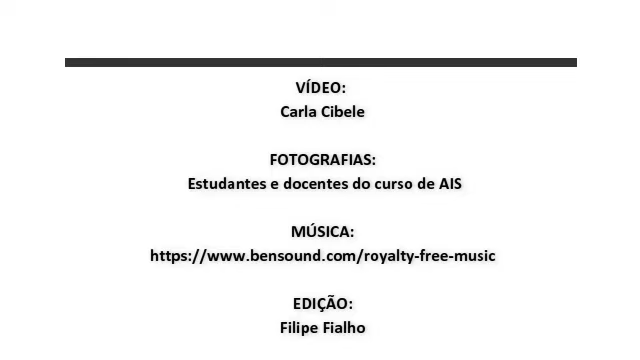 VÍDEO:
Carla Cibele
FOTOGRAFIAS:
Estudantes e docentes do curso de AIS
MÚSICA:
https://www.bensound.com/royalty-free-music
EDIÇÃO:
Filipe Fialho